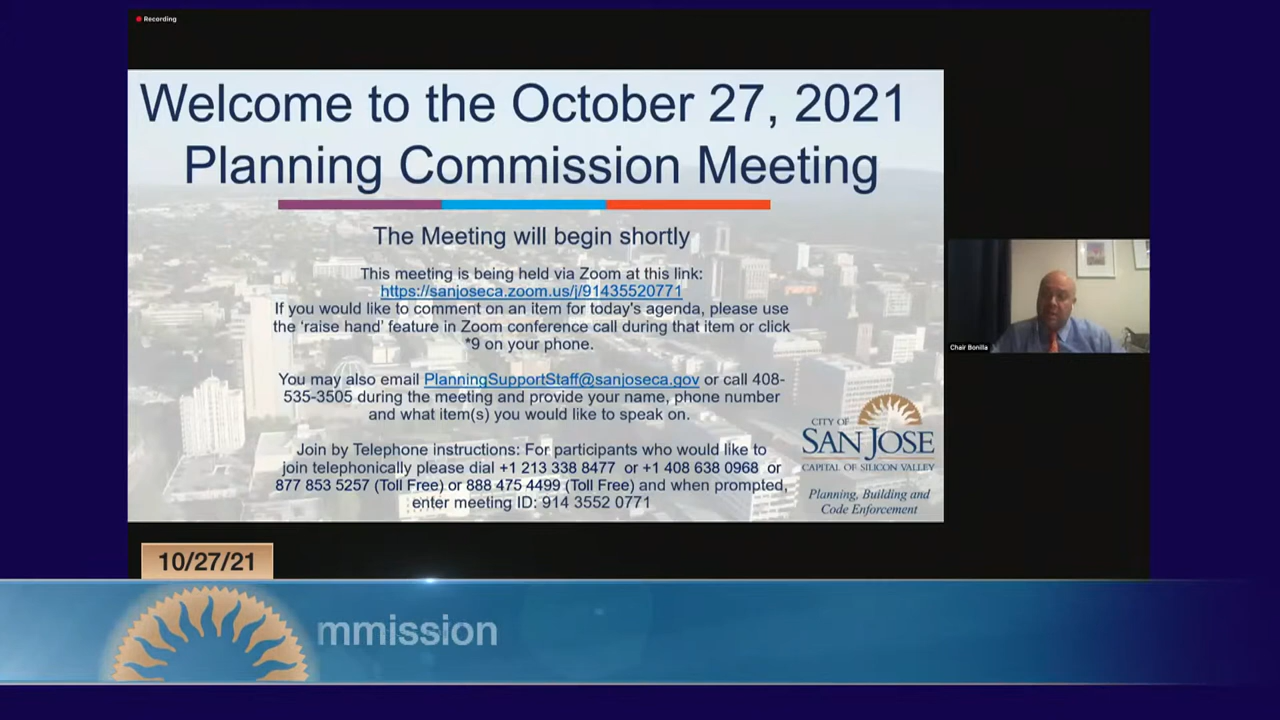 Recording
Welcome to the October 27, 2021
Planning Commission Meeting
The Meeting will begin shortly
This meeting is being held via Zoom at this link:
https://sanjoseca.zoom.us/j/91435520771
If you would like to comment on an item for today's agenda, please use
the 'raise hand' feature in Zoom conference call during that item or click
*9 on your phone.
You may also email PlanningSupportStaff@sanjoseca.gov or call 408-
535-3505 during the meeting and provide your name, phone number
and what item(s) you would like to speak on.
Join by Telephone instructions: For participants who would like to
join telephonically please dial +1 213 338 8477 or +1 408 638 0968 or
877 853 5257 (Toll Free) or 888 475 4499 (Toll Free) and when prompted,
enter meeting ID: 914 3552 0771
CITY OF
SAN JOSE
CAPITAL OF SILICON VALLEY
Planning, Building and
Code Enforcement
Chair Bonilla
10/27/21
mmission